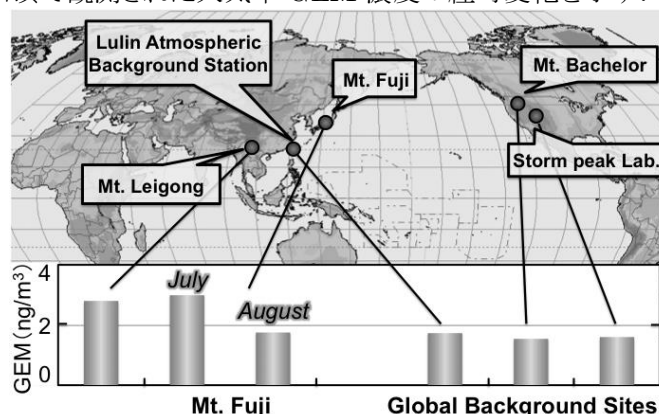 Lulin Atmospheric
Background Station
Mt. Fuji
Mt. Bachelor
Mt. Leigong
Storm peak Lab.
GEM (ng/m³)
4
2
0
July
August
Mt. Fuji
Global Background Sites